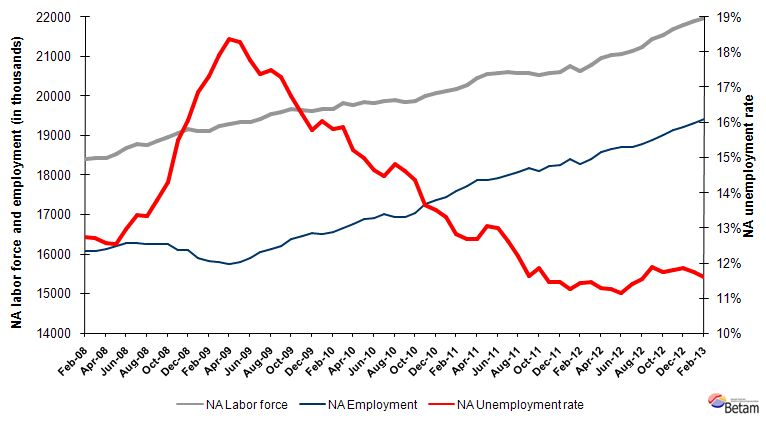 22000
21000
20000
19000
18000
17000
16000
15000
14000
NA labor force and employment (in thousands)
19%
18%
17%
16%
15%
14%
13%
12%
11%
10%
NA unemployment rate
Feb-08
Apr-08
Jun-08
Aug-08
Oct-08
Dec-08
Feb-09
Apr-09
Jun-09
Aug-09
Oct-09
Dec-09
Feb-10
Apr-10
Jun-10
Aug-10
Oct-10
Dec-10
Feb-11
Apr-11
Jun-11
Aug-11
Oct-11
Dec-11
Feb-12
Apr-12
Jun-12
Aug-12
Oct-12
Dec-12
Feb-13
NA Labor force
NA Employment
NA Unemployment rate
Betam